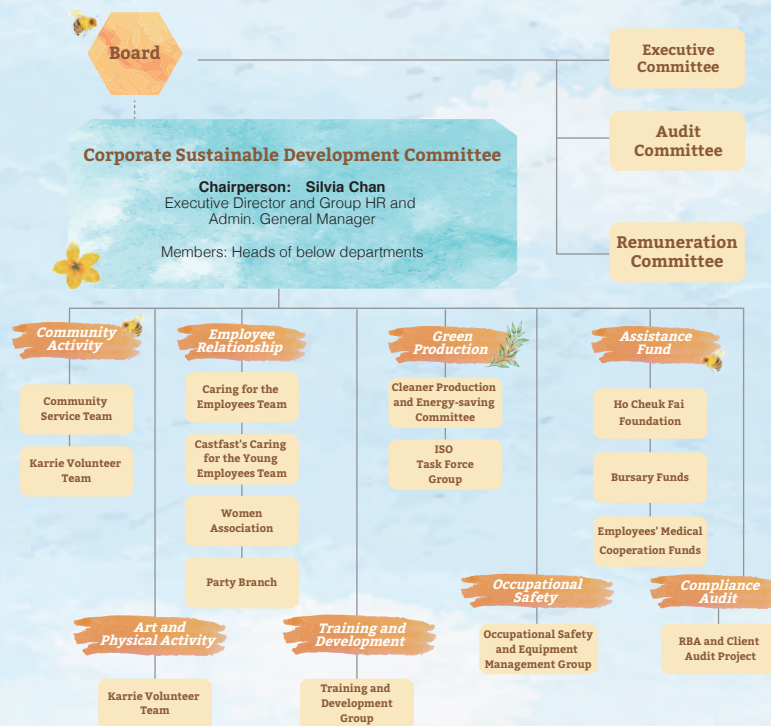 Board
Executive
Committee
Audit
Committee
Remuneration
Committee
Corporate Sustainable Development Committee
Chairperson: Silvia Chan
Executive Director and Group HR and
Admin. General Manager
Members: Heads of below departments
Community
Activity
Community
Service Team
Karrie Volunteer
Team
Employee
Relationship
Caring for the
Employees Team
Castfast's Caring
for the Young
Employees Team
Women
Association
Party Branch
Green
Production
Cleaner Production
and Energy-saving
Committee
ISO
Task Force
Group
Assistance
Fund
Ho Cheuk Fai
Foundation
Bursary Funds
Employees' Medical
Cooperation Funds
Art and
Physical Activity
Karrie Volunteer
Team
Training and
Development
Training and
Development
Group
Occupational
Safety
Occupational Safety
and Equipment
Management Group
Compliance
Audit
RBA and Client
Audit Project